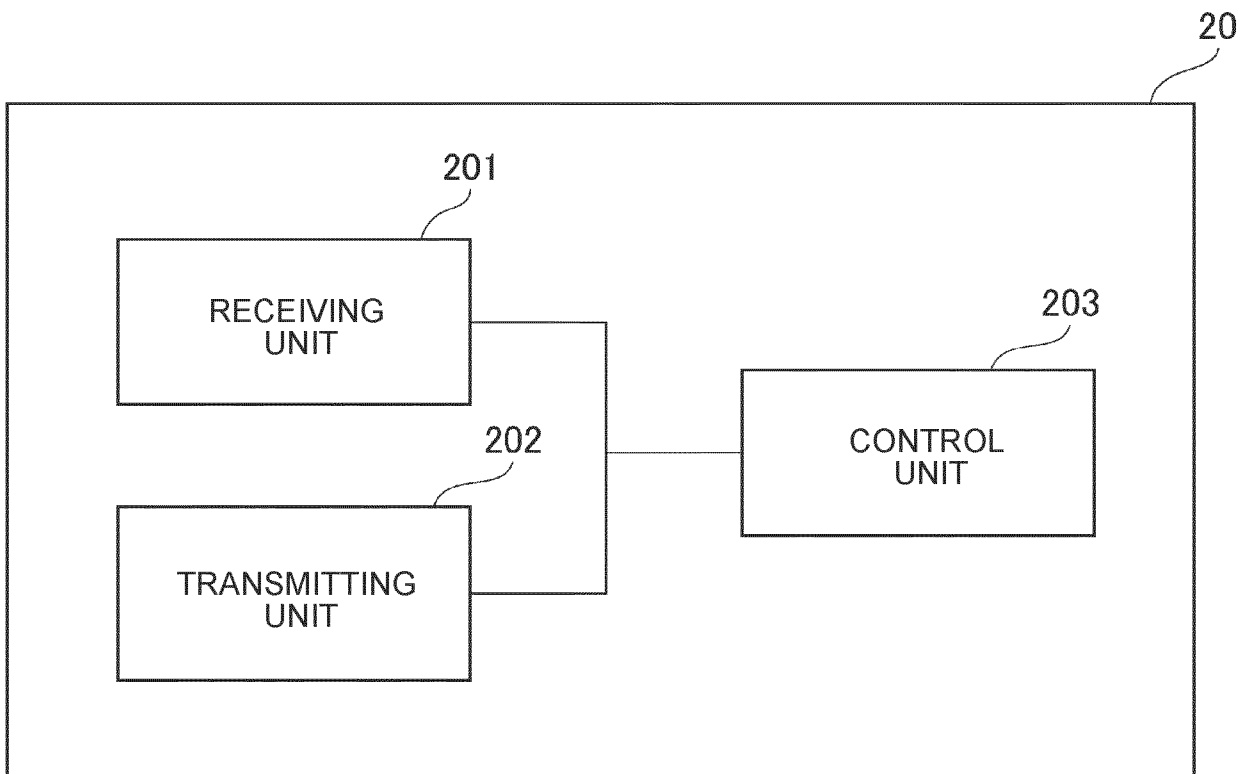 20
201
RECEIVING
UNIT
203
CONTROL
UNIT
202
TRANSMITTING
UNIT